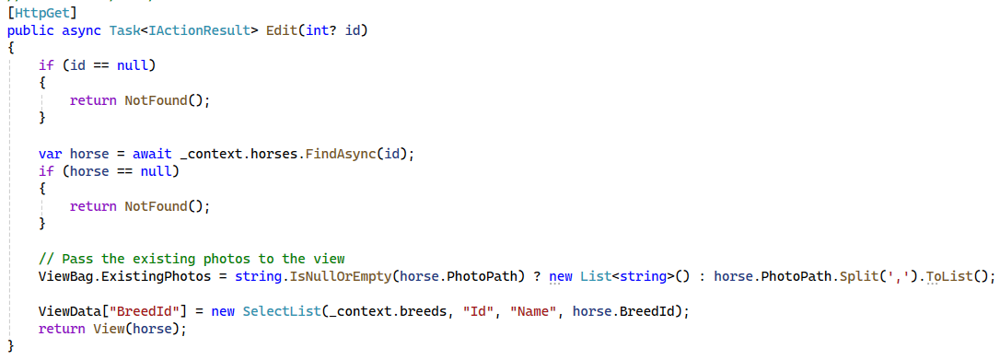 [HttpGet]
public async Task<IActionResult> Edit(int? id)
{
    if (id == null)
    {
        return NotFound();
    }

    var horse = await _context.horses.FindAsync(id);
    if (horse == null)
    {
        return NotFound();
    }

    // Pass the existing photos to the view
    ViewBag.ExistingPhotos = string.IsNullOrEmpty(horse.PhotoPath) ? new List<string>() : horse.PhotoPath.Split(',').ToList();

    ViewData["BreedId"] = new SelectList(_context.breeds, "Id", "Name", horse.BreedId);
    return View(horse);
}